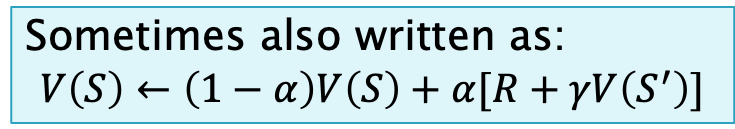 Sometimes also written as:
V(S) ← (1 − α)V(S) + α[R + γV(S′)]